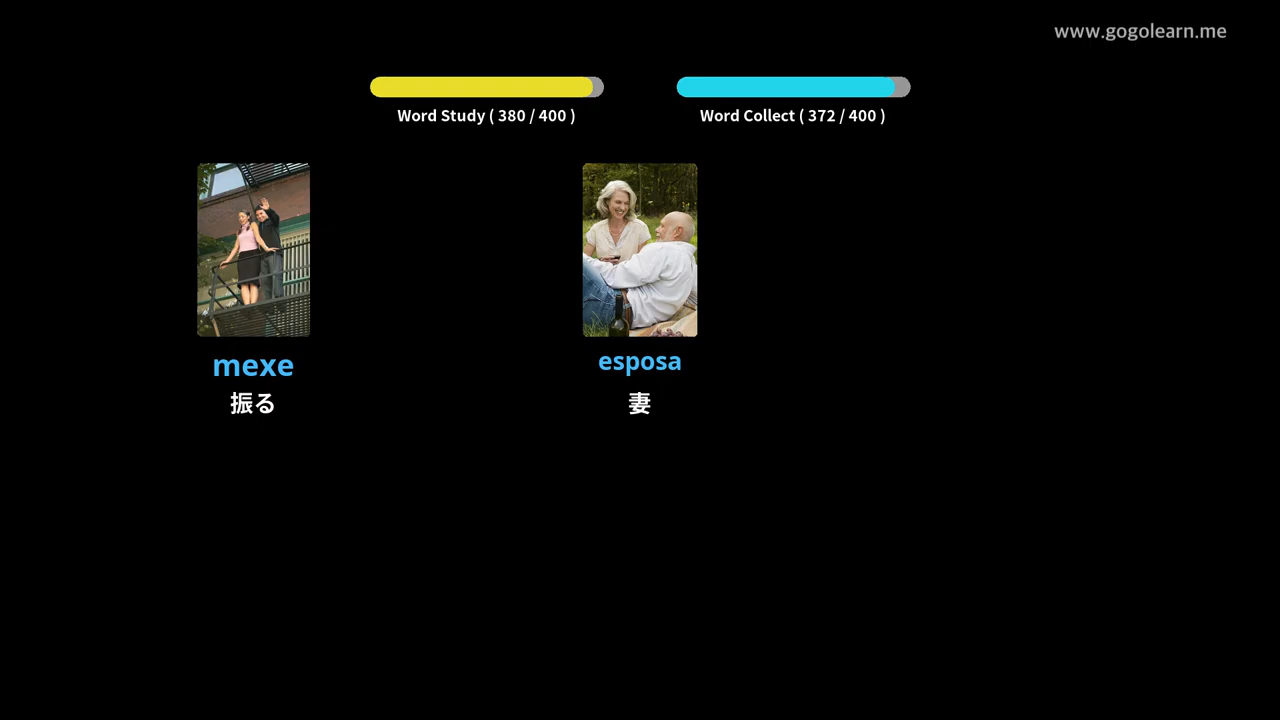 www.gogolearn.me
Word Study ( 380 / 400 )
Word Collect ( 372 / 400 )
mexe
振る
esposa
妻